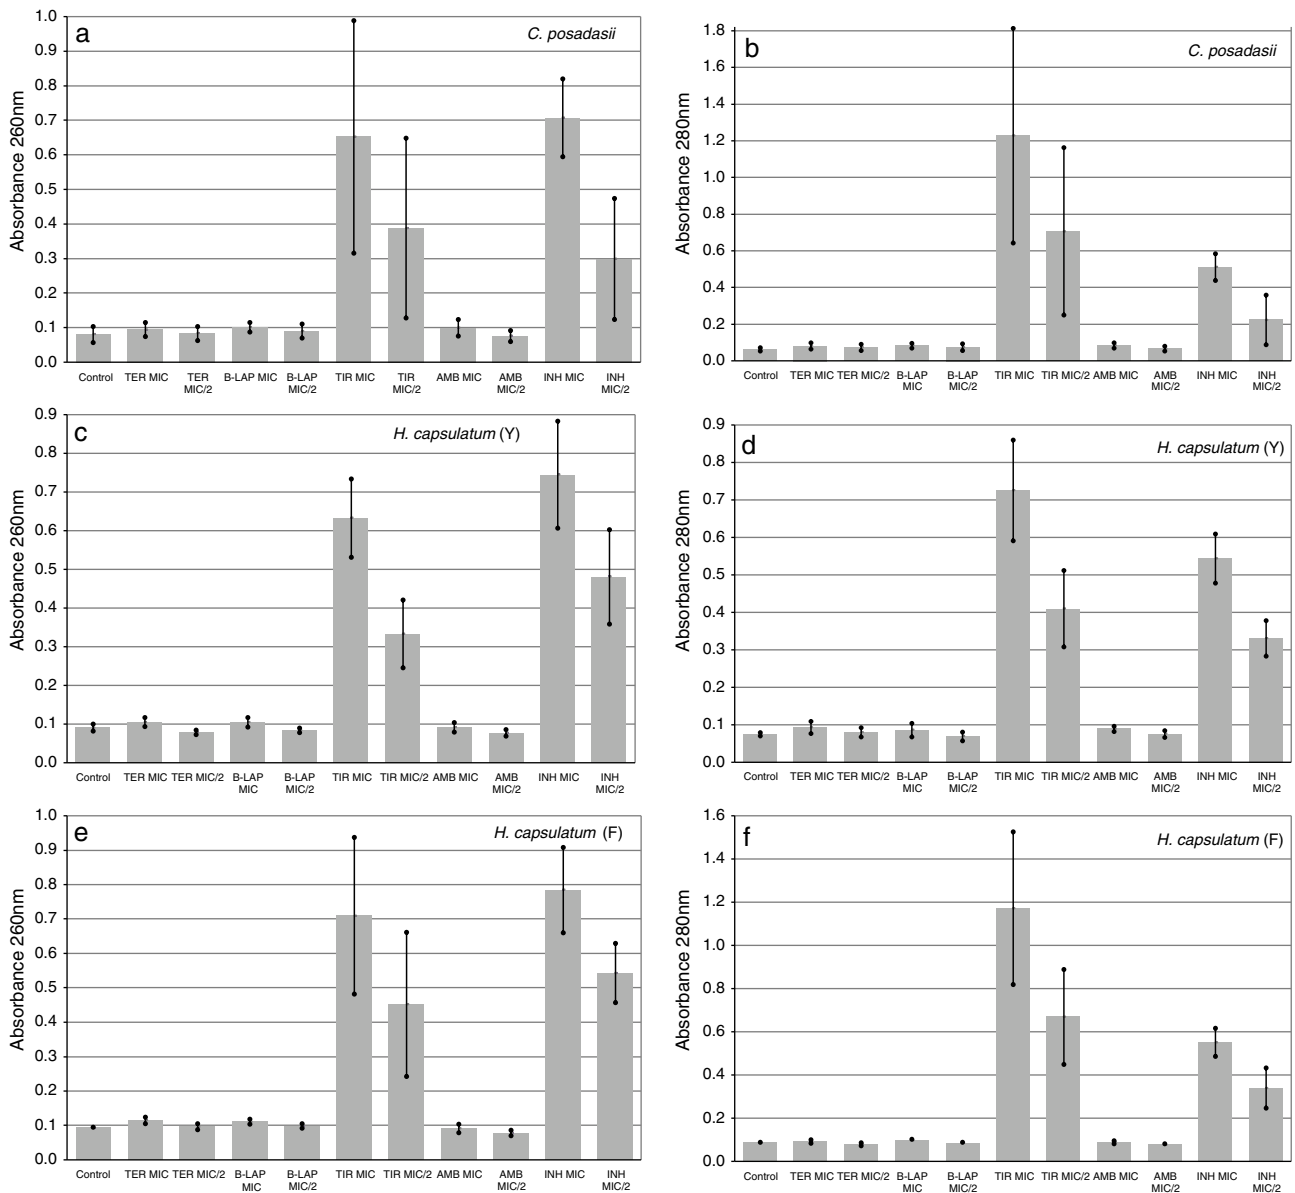 a
C. posadasii
Absorbance 260nm
1.0
0.9
0.8
0.7
0.6
0.5
0.4
0.3
0.2
0.1
0.0
Control TER MIC TER MIC/2 B-LAP MIC B-LAP MIC/2 TIR MIC TIR MIC/2 AMB MIC AMB MIC/2 INH MIC INH MIC/2
b
C. posadasii
Absorbance 280nm
1.8
1.6
1.4
1.2
1.0
0.8
0.6
0.4
0.2
0.0
Control TER MIC TER MIC/2 B-LAP MIC B-LAP MIC/2 TIR MIC TIR MIC/2 AMB MIC AMB MIC/2 INH MIC INH MIC/2
c
H. capsulatum (Y)
Absorbance 260nm
0.9
0.8
0.7
0.6
0.5
0.4
0.3
0.2
0.1
0.0
Control TER MIC TER MIC/2 B-LAP MIC B-LAP MIC/2 TIR MIC TIR MIC/2 AMB MIC AMB MIC/2 INH MIC INH MIC/2
d
H. capsulatum (Y)
Absorbance 280nm
0.9
0.8
0.7
0.6
0.5
0.4
0.3
0.2
0.1
0.0
Control TER MIC TER MIC/2 B-LAP MIC B-LAP MIC/2 TIR MIC TIR MIC/2 AMB MIC AMB MIC/2 INH MIC INH MIC/2
e
H. capsulatum (F)
Absorbance 260nm
1.0
0.9
0.8
0.7
0.6
0.5
0.4
0.3
0.2
0.1
0.0
Control TER MIC TER MIC/2 B-LAP MIC B-LAP MIC/2 TIR MIC TIR MIC/2 AMB MIC AMB MIC/2 INH MIC INH MIC/2
f
H. capsulatum (F)
Absorbance 280nm
1.6
1.4
1.2
1.0
0.8
0.6
0.4
0.2
0.0
Control TER MIC TER MIC/2 B-LAP MIC B-LAP MIC/2 TIR MIC TIR MIC/2 AMB MIC AMB MIC/2 INH MIC INH MIC/2